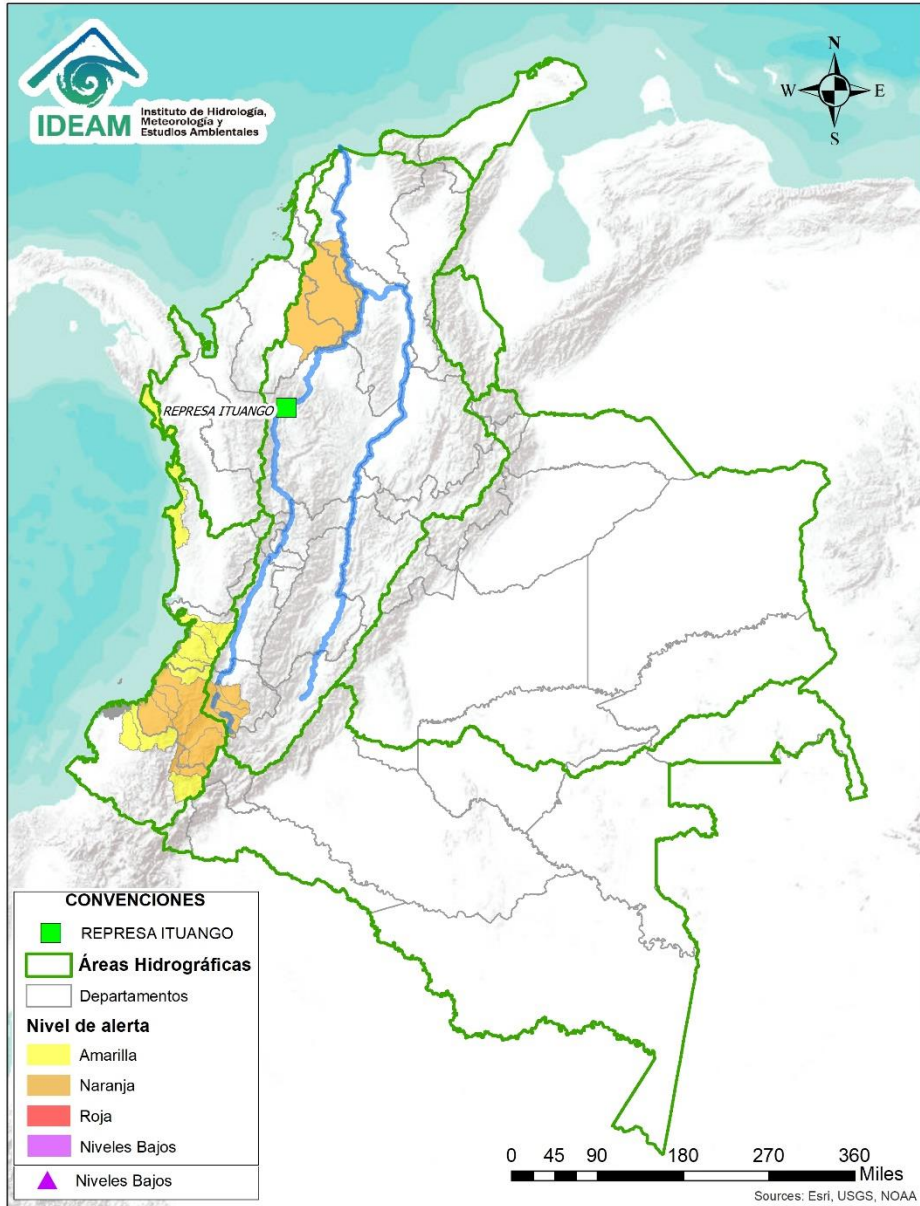 IDEAM
Instituto de Hidrología,
Meteorología y
Estudios Ambientales
N
W
E
S
REPRESA ITUANGO
CONVENCIONES
REPRESA ITUANGO
Áreas Hidrográficas
Departamentos
Nivel de alerta
Amarilla
Naranja
Roja
Niveles Bajos
Niveles Bajos
0 45 90 180 270 360
Miles
Sources: Esri, USGS, NOAA